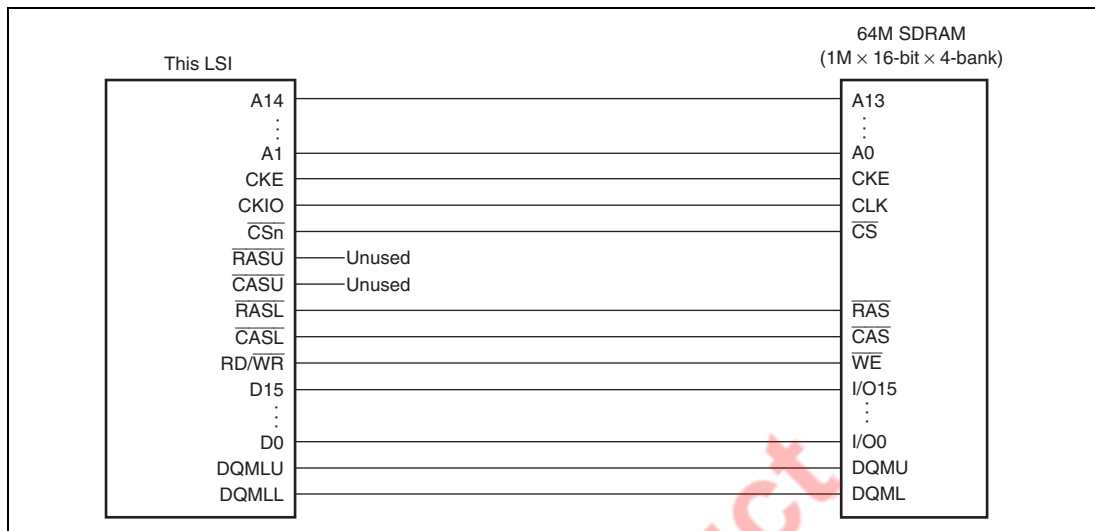 64M SDRAM
(1M × 16-bit × 4-bank)
This LSI
A14 A13
A1 A0
CKE CKE
CKIO CLK
CSn CS
RASU Unused
CASU Unused
RASL RAS
CASL CAS
RD/WR WE
D15 I/O15
D0 I/O0
DQMLU DQMU
DQMLL DQML
uct